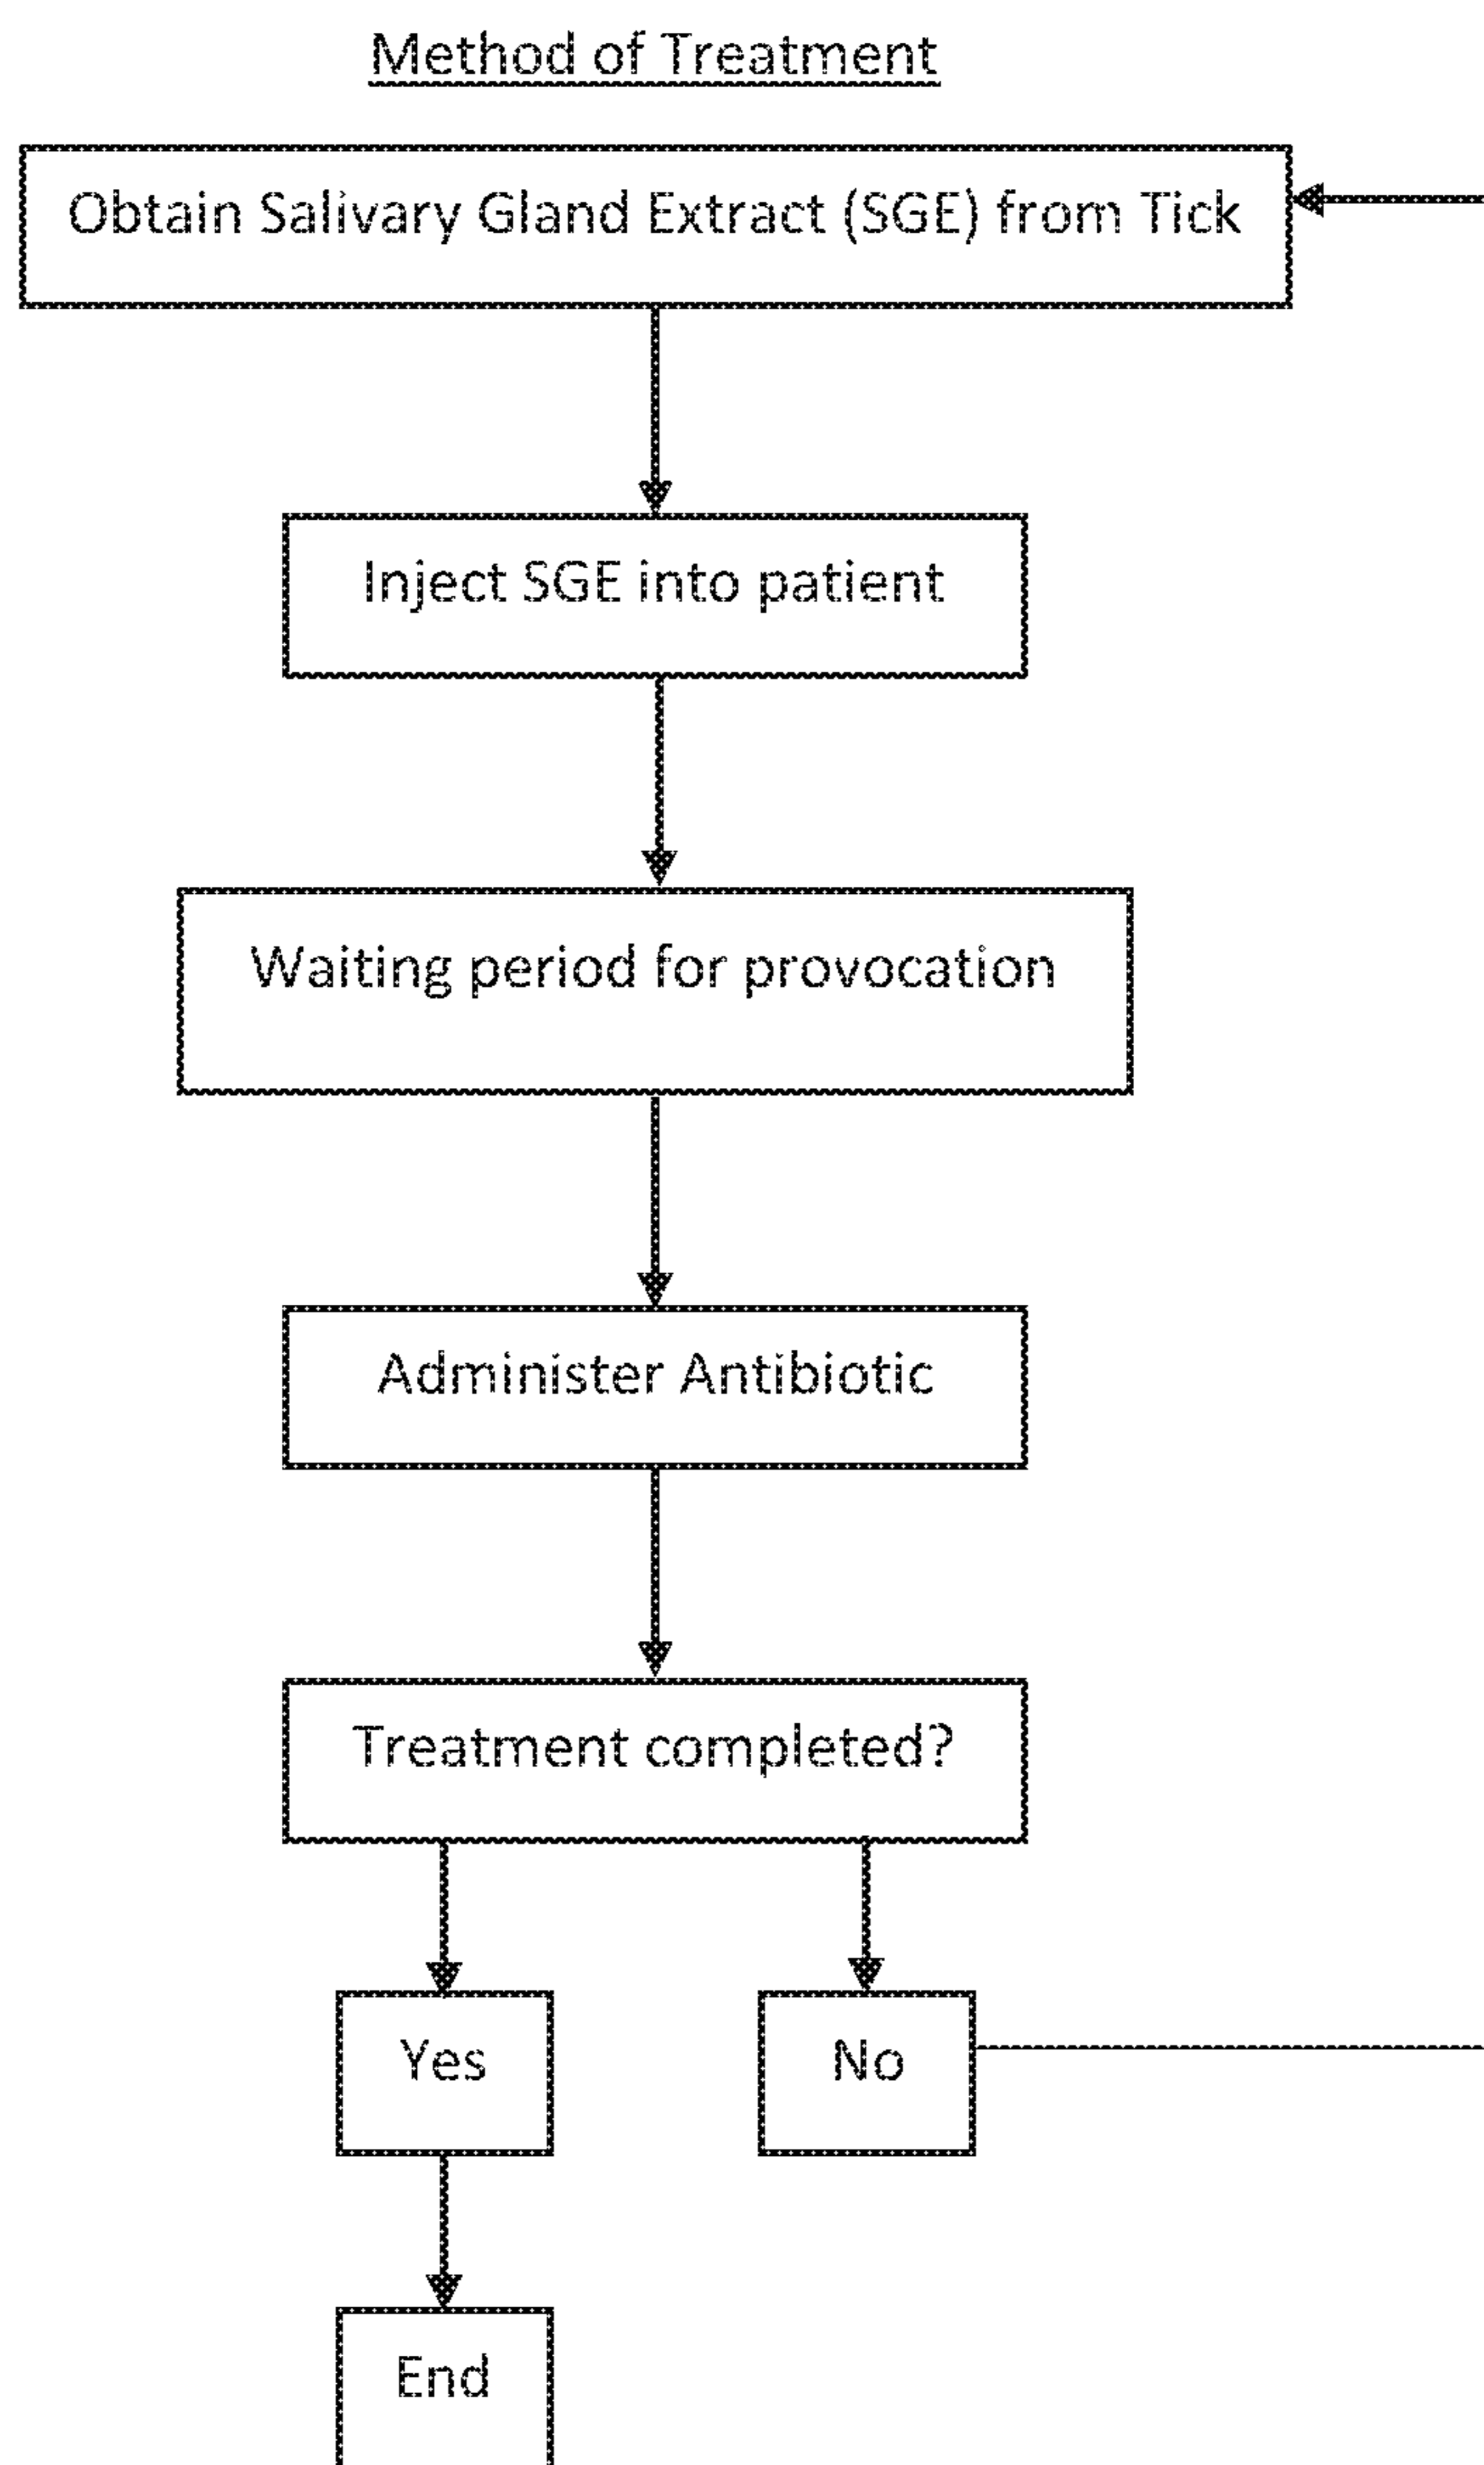 Method of Treatment
Obtain Salivary Gland Extract (SGE) from Tick
Inject SGE into patient
Waiting period for provocation
Administer Antibiotic
Treatment completed?
Yes
No
End